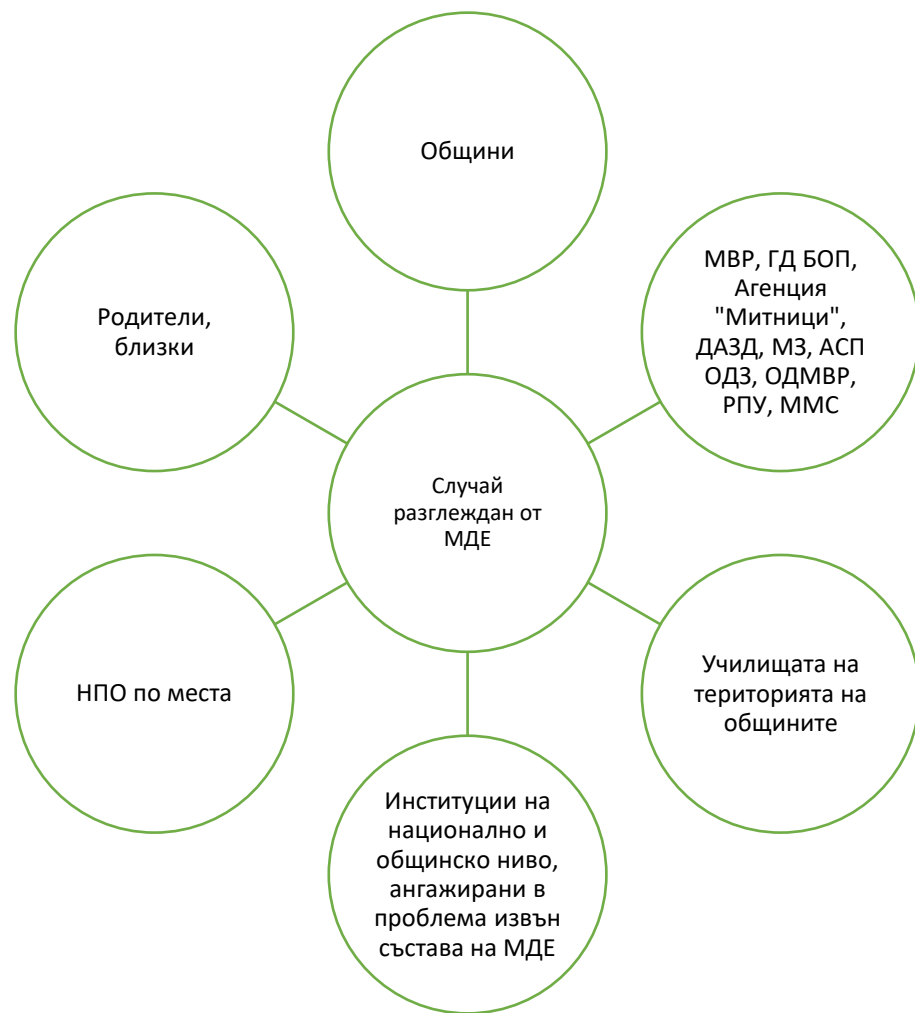 Общини
Родители,
близки
МВР, ГД БОП,
Агенция
"Митници",
ДАЗД, МЗ, АСП
ОДЗ, ОДМВР,
РПУ, ММС
Случай
разглеждан от
МДЕ
НПО по места
Училищата на
територията на
общините
Институции на
национално и
общинско ниво,
ангажирани в
проблема извън
състава на МДЕ